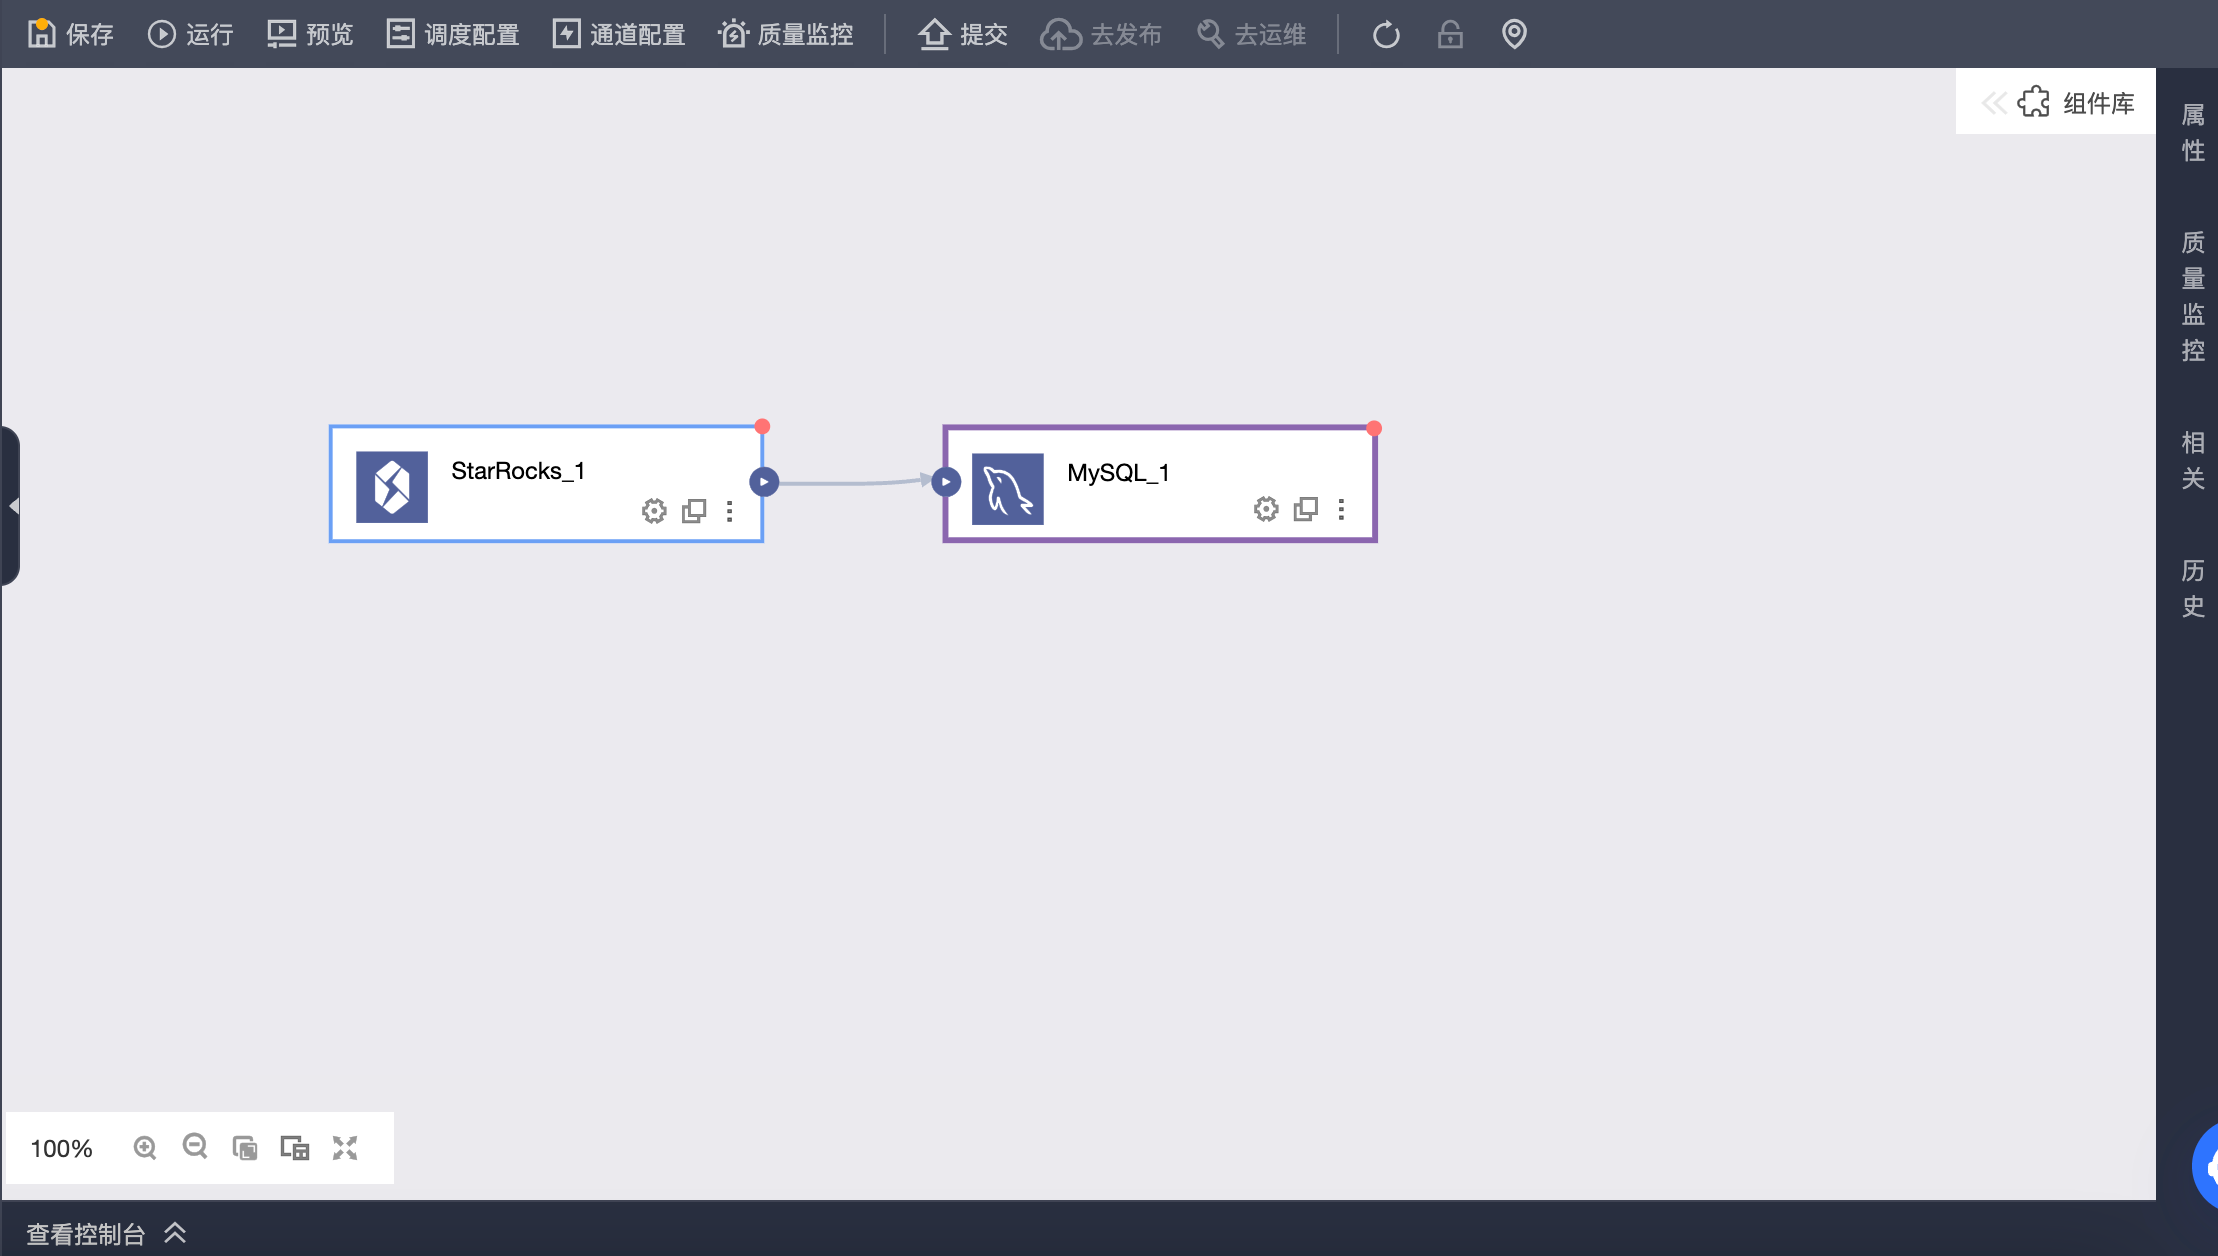 保存 运行 预览 调度配置 通道配置 质量监控 提交 去发布 去运维
组件库
属性
质量监控
相关
历史
StarRocks_1
MySQL_1
100%
查看控制台